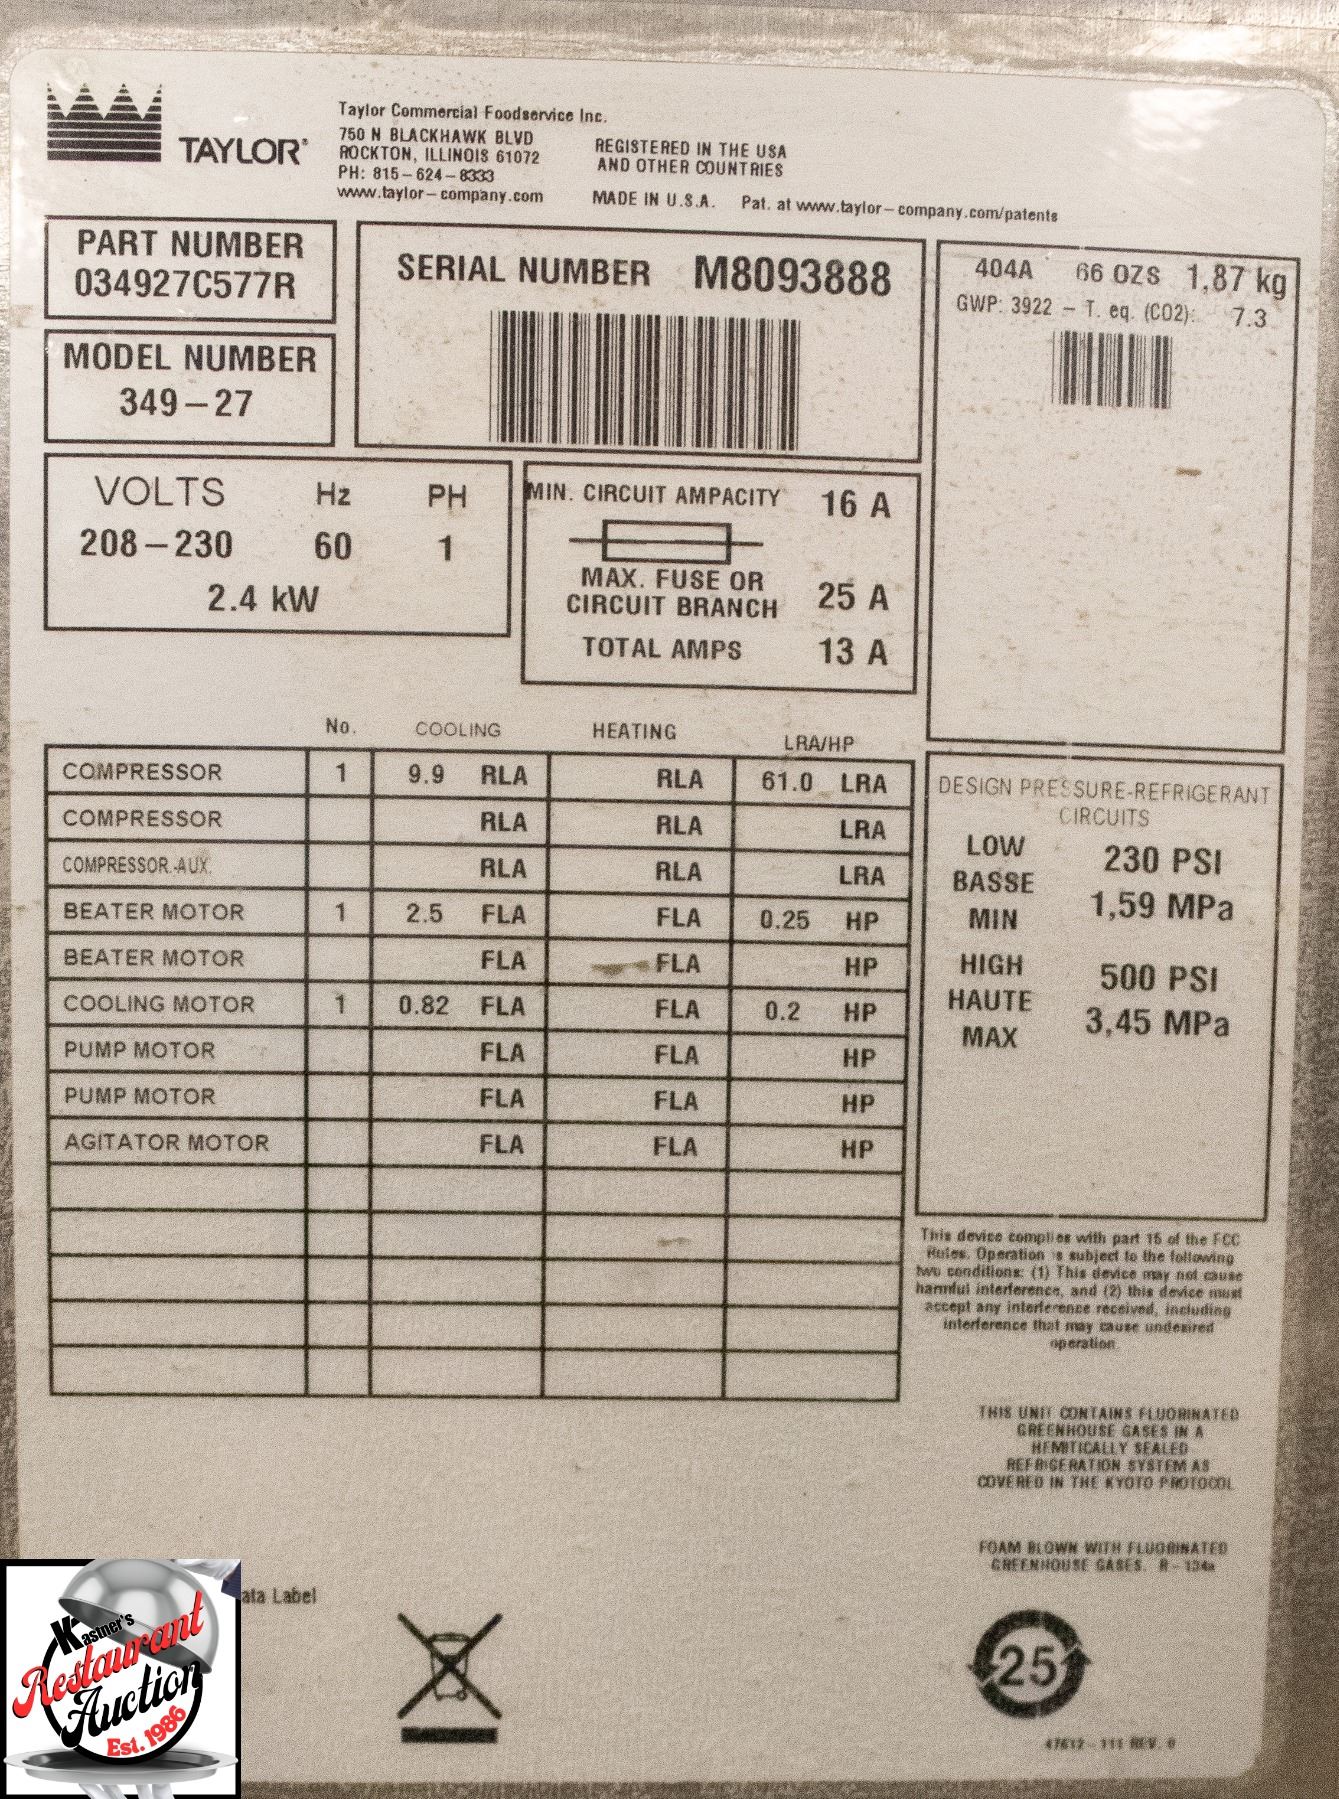 TAYLOR®
Taylor Commercial Foodservice Inc.
750 N BLACKHAWK BLVD
ROCKTON, ILLINOIS 61072
PH: 815-624-8333
www.taylor-company.com
REGISTERED IN THE USA
AND OTHER COUNTRIES
MADE IN U.S.A. Pat. at www.taylor-company.com/patents
PART NUMBER
034927C577R
MODEL NUMBER
349-27
SERIAL NUMBER M8093888
404A 66 OZS 1,87 kg
GWP: 3922 - T. eq. (CO2): 7.3
VOLTS Hz PH
208-230 60 1
2.4 kW
MIN. CIRCUIT AMPACITY 16 A
MAX. FUSE OR
CIRCUIT BRANCH 25 A
TOTAL AMPS 13 A
No. COOLING HEATING LRA/HP
COMPRESSOR 1 9.9 RLA RLA 61.0 LRA
COMPRESSOR RLA RLA LRA
COMPRESSOR.-AUX. RLA RLA LRA
BEATER MOTOR 1 2.5 FLA FLA 0.25 HP
BEATER MOTOR FLA FLA HP
COOLING MOTOR 1 0.82 FLA FLA 0.2 HP
PUMP MOTOR FLA FLA HP
PUMP MOTOR FLA FLA HP
AGITATOR MOTOR FLA FLA HP
DESIGN PRESSURE-REFRIGERANT
CIRCUITS
LOW
BASSE
MIN
230 PSI
1,59 MPa
HIGH
HAUTE
MAX
500 PSI
3,45 MPa
This device complies with part 15 of the FCC
Rules. Operation is subject to the following
two conditions: (1) This device may not cause
harmful interference, and (2) this device must
accept any interference received, including
interference that may cause undesired
operation.
THIS UNIT CONTAINS FLUORINATED
GREENHOUSE GASES IN A
HEMITICALLY SEALED
REFRIGERATION SYSTEM AS
COVERED IN THE KYOTO PROTOCOL
FOAM BLOWN WITH FLUORINATED
GREENHOUSE GASES. R-134a
ata Label
25
47612-111 REV. 0
Kastner's
Restaurant
Auction
Est. 1986